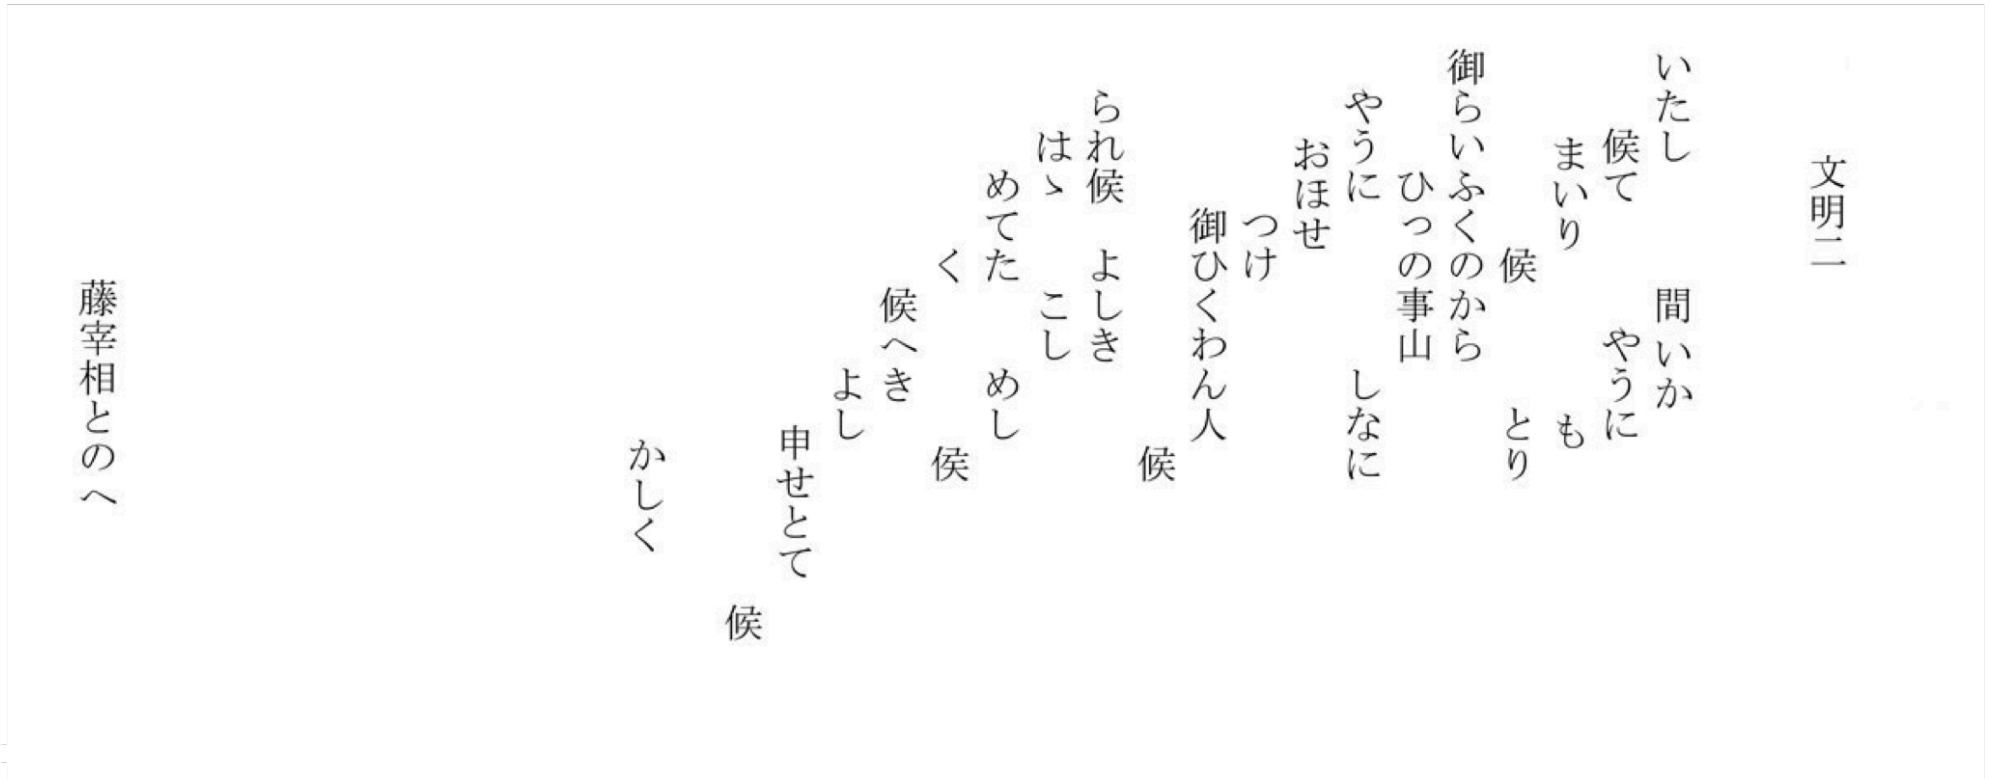 文明二
いたし　間いか
候て　やうに
まいり　も
候　とり
御らいふくのから
ひっの事山
やうに　しなに
おほせ
つけ
御ひくわん人
候
られ候　よしき
はゝ　こし
めてた　めし
く　侯
候へき
よし
申せとて
候
かしく
藤宰相とのへ